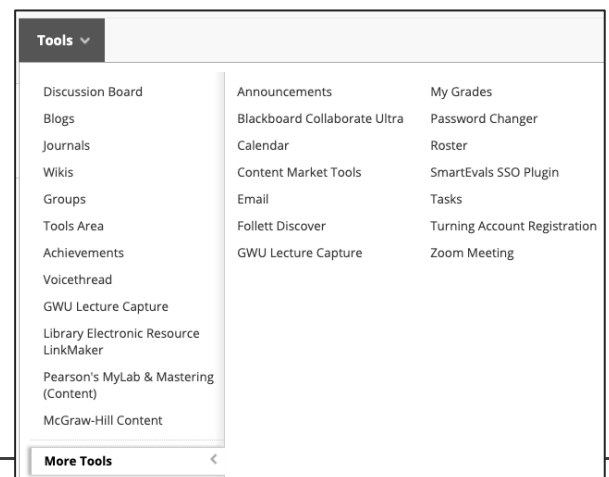 Tools
Discussion Board
Blogs
Journals
Wikis
Groups
Tools Area
Achievements
Voicethread
GWU Lecture Capture
Library Electronic Resource
LinkMaker
Pearson's MyLab & Mastering
(Content)
McGraw-Hill Content
More Tools
Announcements
Blackboard Collaborate Ultra
Calendar
Content Market Tools
Email
Follett Discover
GWU Lecture Capture
My Grades
Password Changer
Roster
SmartEvals SSO Plugin
Tasks
Turning Account Registration
Zoom Meeting